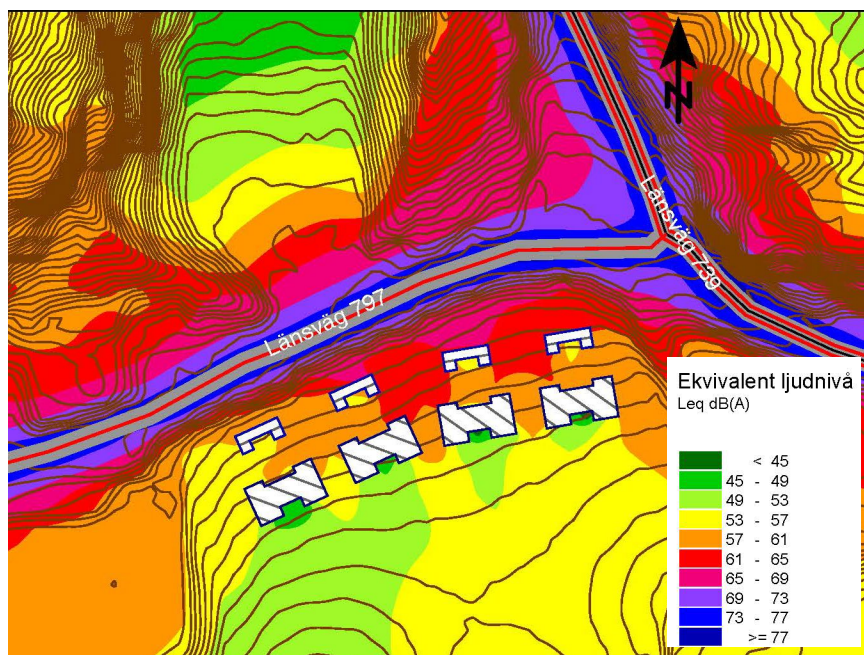 N
Länsväg 739
Länsväg 797
Ekvivalent ljudnivå
Leq dB(A)
< 45
45 - 49
49 - 53
53 - 57
57 - 61
61 - 65
65 - 69
69 - 73
73 - 77
>= 77